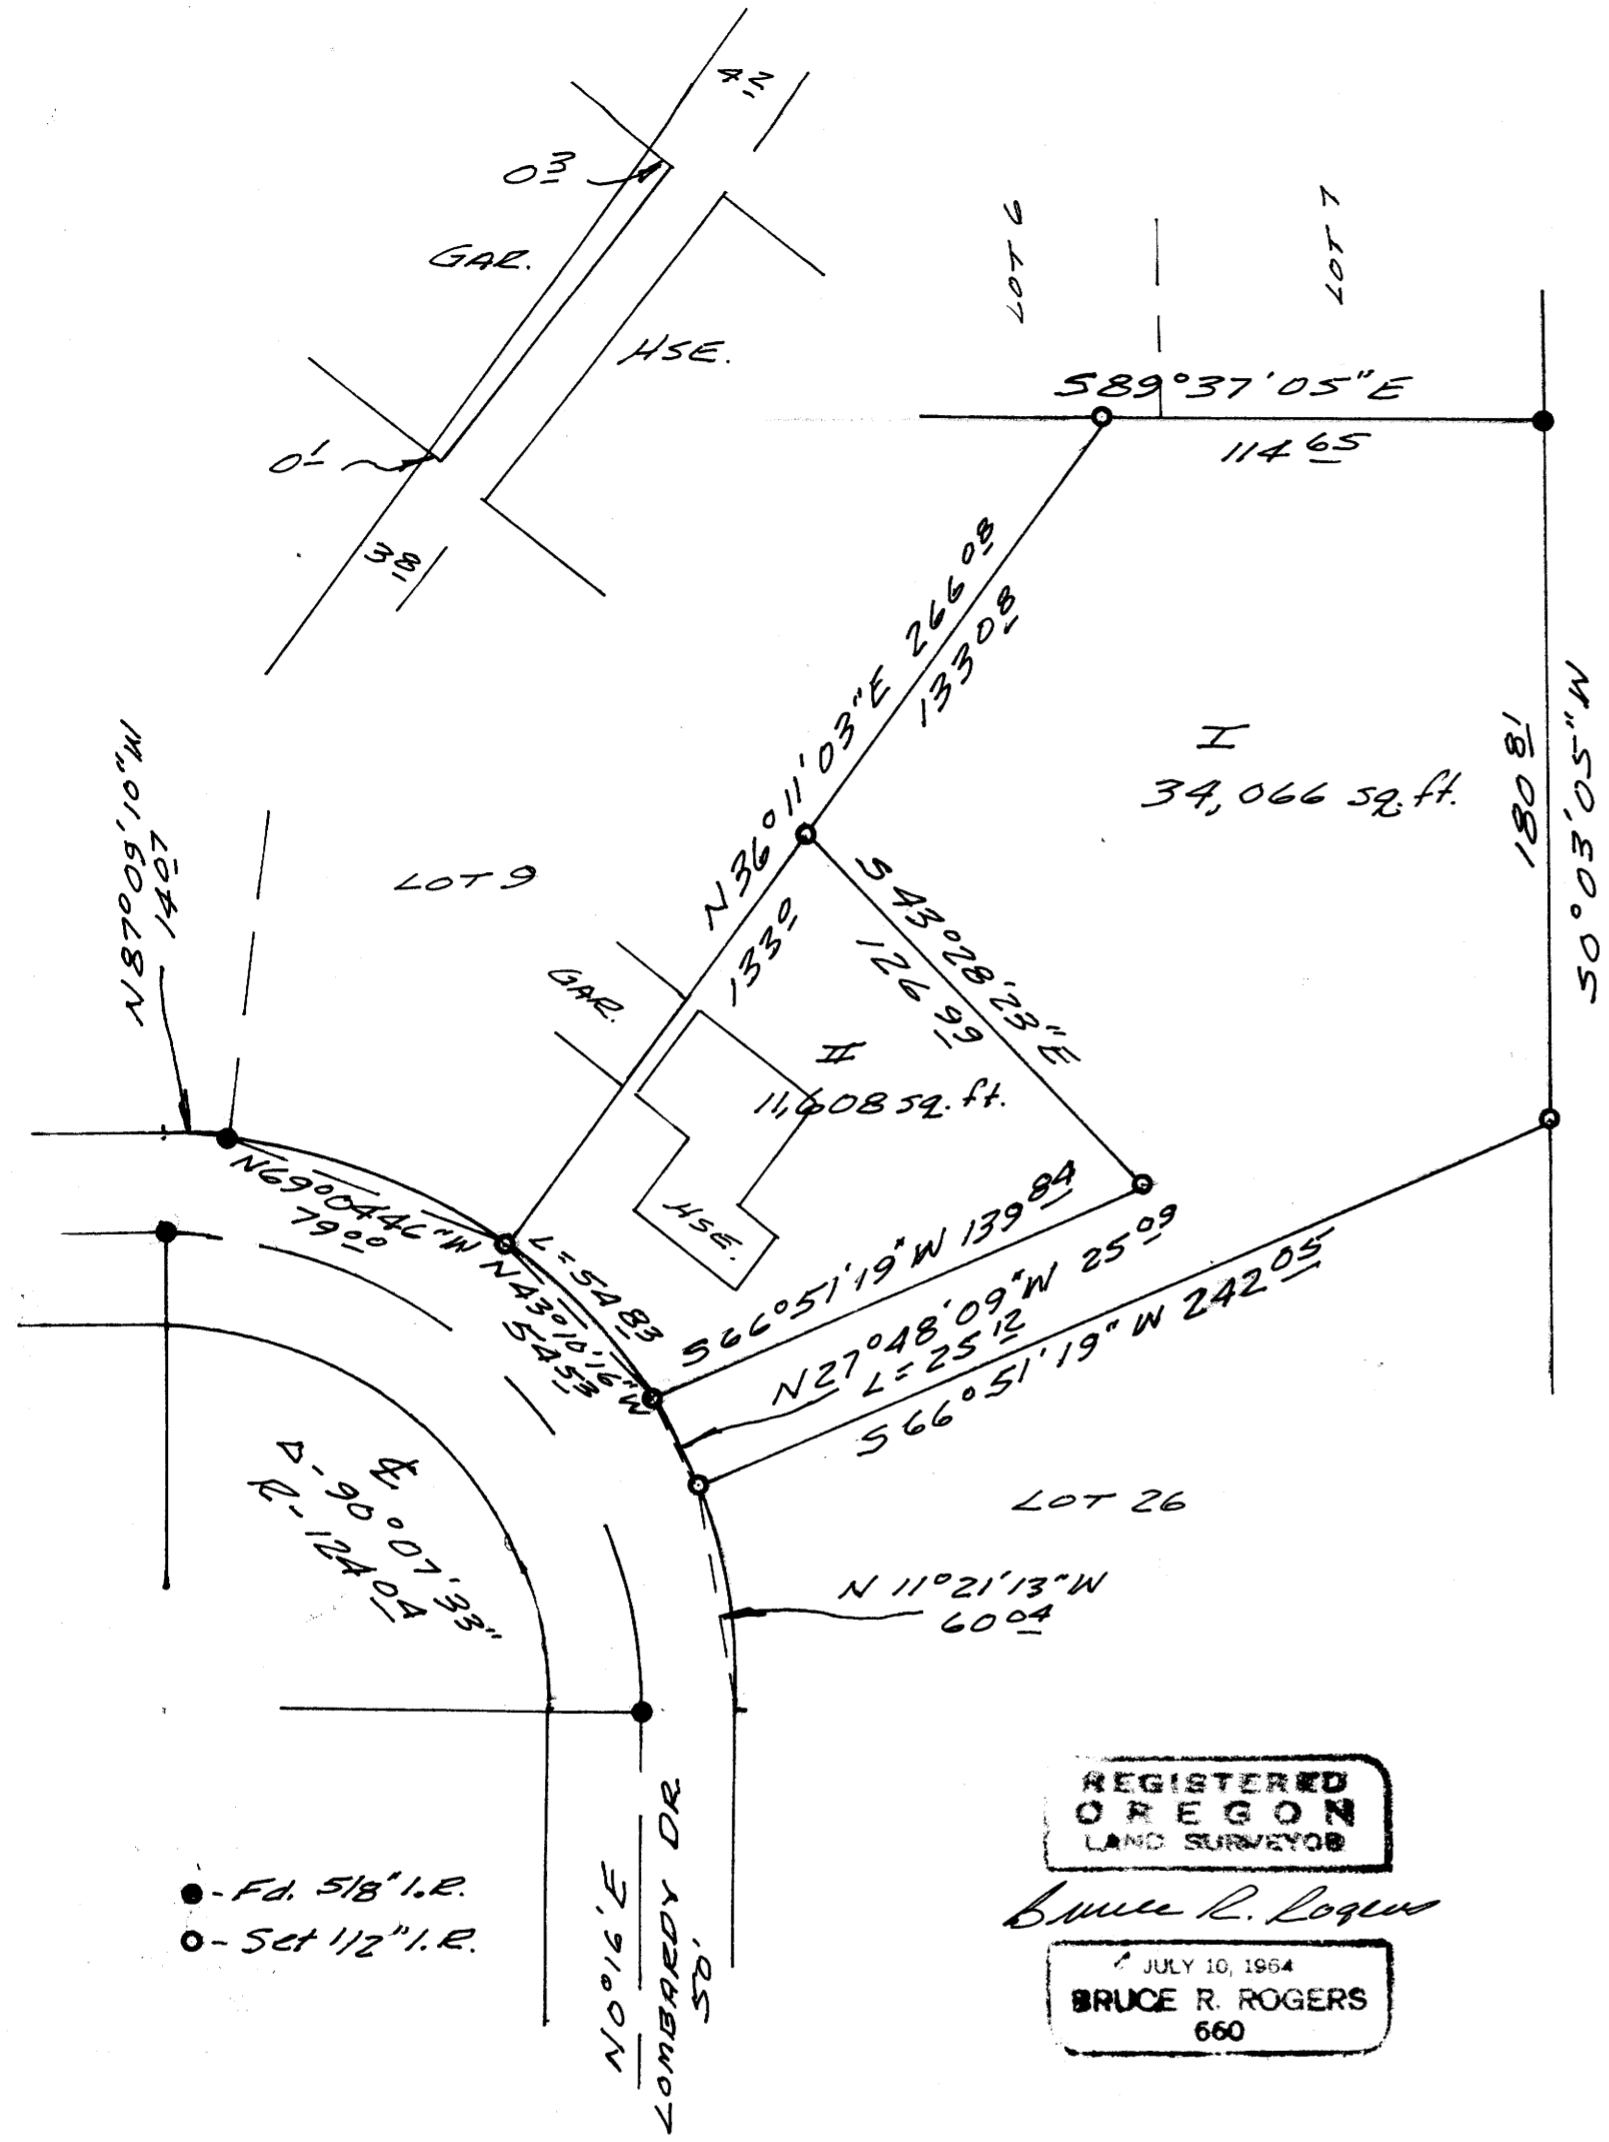 4 2
0 3
GAR.
HSE.
0 1
3 8
LOT 6
LOT 7
S89°37'05"E
114 65
N36°11'03"E 266 08
133 08
I
34,066 sq.ft.
180 81
S0°03'05"W
N87°09'10"W
14 07
LOT 9
133 0
S43°28'23"E
126 99
GAR.
II
11,608 sq.ft.
HSE.
N69°04'46"W
79 00
L=54 83
N43°10'16"W
54 53
S66°51'19"W 139 84
N27°48'09"W 25 09
L=25 12
S66°51'19"W 242 05
LOT 26
℄
Δ-90°07'33"
R-124 04
N 11°21'13"W
60 04
N0°16'E
LOMBARDY DR.
50'
● - Fd. 5/8" I.R.
○ - Set 1/2" I.R.
REGISTERED
OREGON
LAND SURVEYOR
Bruce R. Rogers
JULY 10, 1964
BRUCE R. ROGERS
660